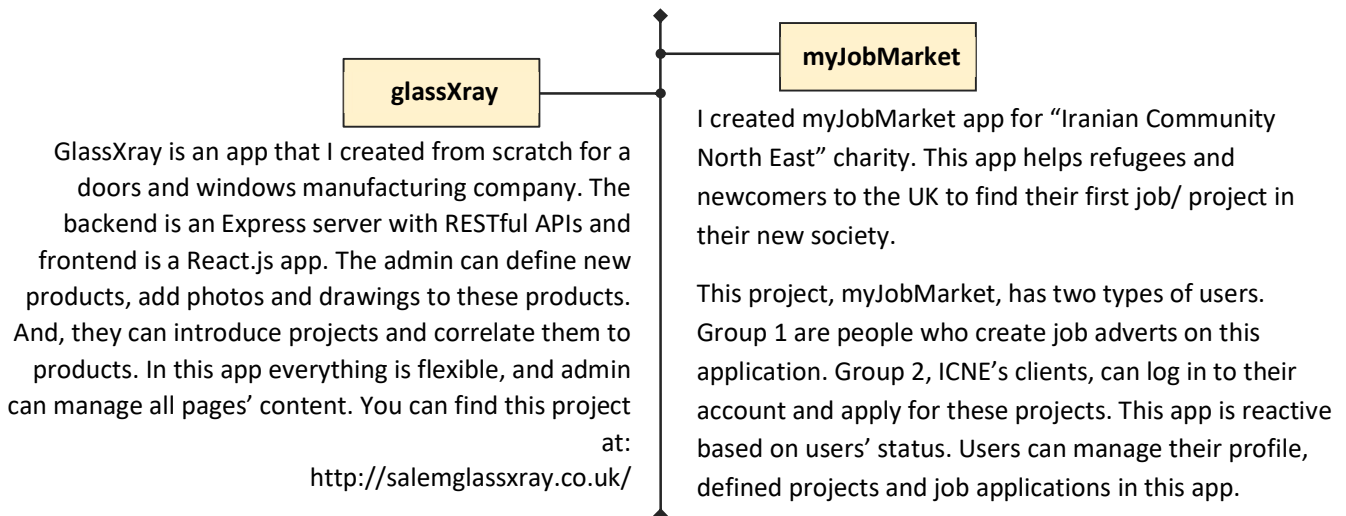 glassXray
GlassXray is an app that I created from scratch for a
doors and windows manufacturing company. The
backend is an Express server with RESTful APIs and
frontend is a React.js app. The admin can define new
products, add photos and drawings to these products.
And, they can introduce projects and correlate them to
products. In this app everything is flexible, and admin
can manage all pages’ content. You can find this project
at:
http://salemglassxray.co.uk/
myJobMarket
I created myJobMarket app for “Iranian Community
North East” charity. This app helps refugees and
newcomers to the UK to find their first job/ project in
their new society.
This project, myJobMarket, has two types of users.
Group 1 are people who create job adverts on this
application. Group 2, ICNE’s clients, can log in to their
account and apply for these projects. This app is reactive
based on users’ status. Users can manage their profile,
defined projects and job applications in this app.